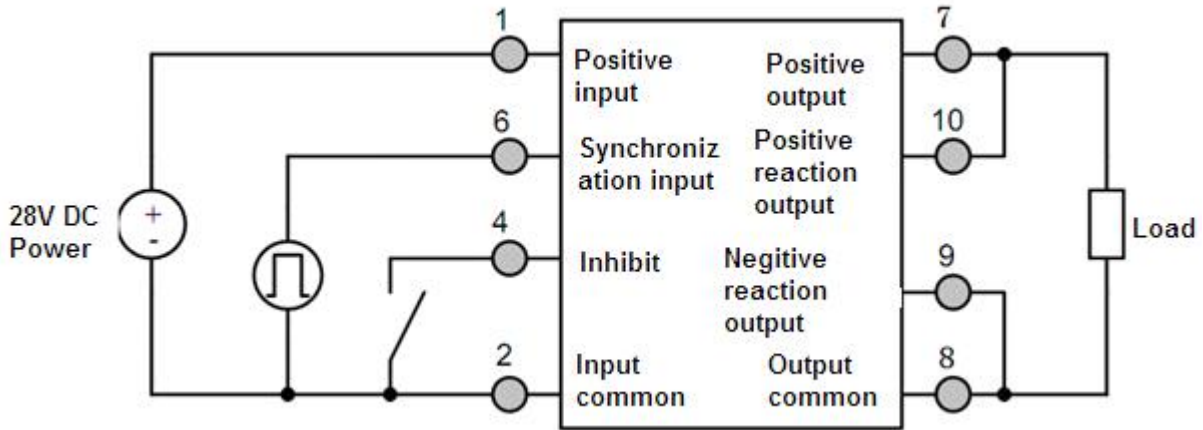 1
7
Positive
input
Positive
output
6
10
Synchroniz
ation input
Positive
reaction
output
28V DC
Power
+
-
4
Inhibit
Negitive
reaction
output
9
Load
2
Input
common
Output
common
8